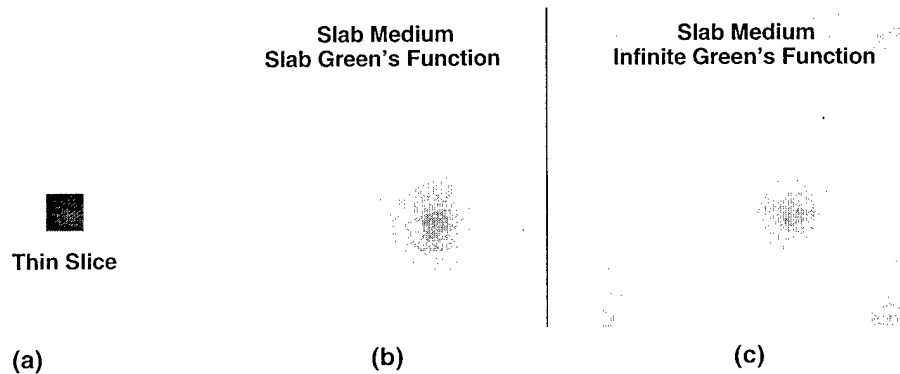 Slab Medium
Slab Green's Function
Slab Medium
Infinite Green's Function
Thin Slice
(a)
(b)
(c)